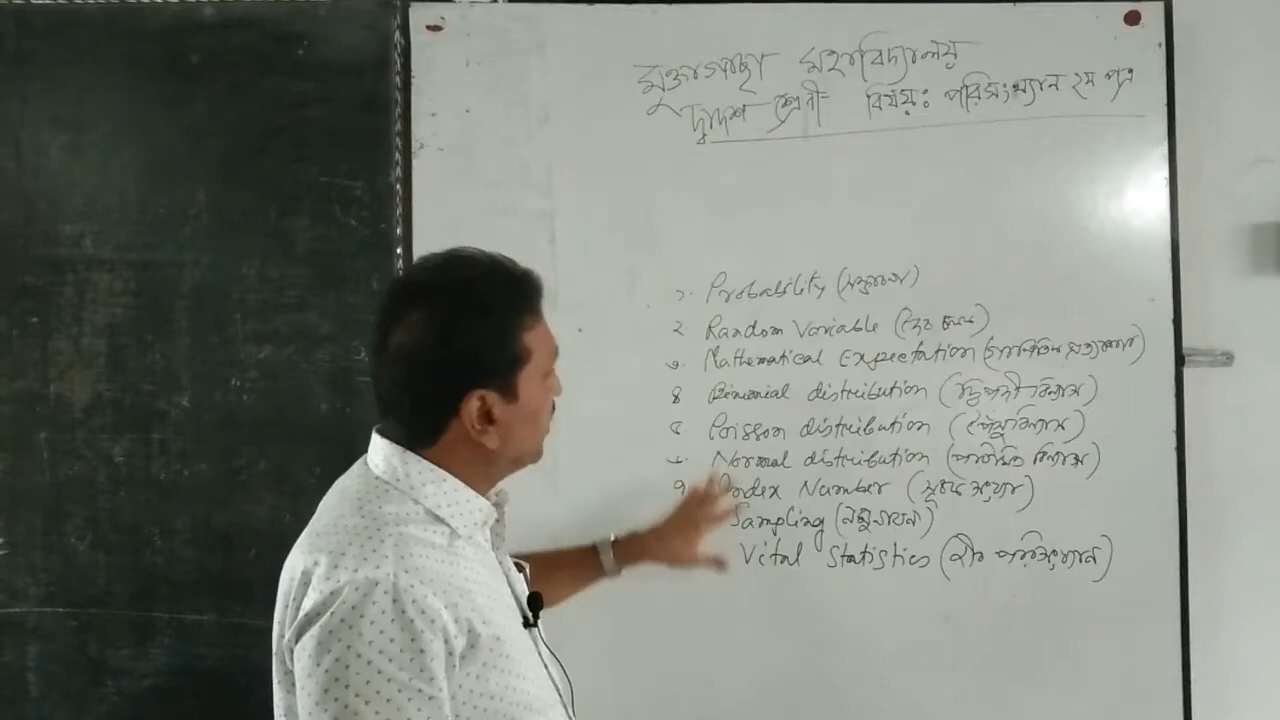 মুক্তাগাছা মহাবিদ্যালয়
দ্বাদশ শ্রেণী বিষয়ঃ পরিসংখ্যান ২য় পত্র
১. Probability (সম্ভাবনা)
২. Random Variable (দৈব চলক)
৩. Mathematical Expectation (গাণিতিক প্রত্যাশা)
৪ Binomial distribution (দ্বিপদী বিন্যাস)
৫ Poisson distribution (পৈঁসু বিন্যাস)
৬. Normal distribution (পরিমিত বিন্যাস)
৭ Index Number (সূচক সংখ্যা)
Sampling (নমুনায়ন)
Vital Statistics (জীব পরিসংখ্যান)